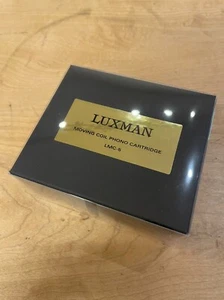 LUXMAN
MOVING COIL PHONO CARTRIDGE
LMC-5